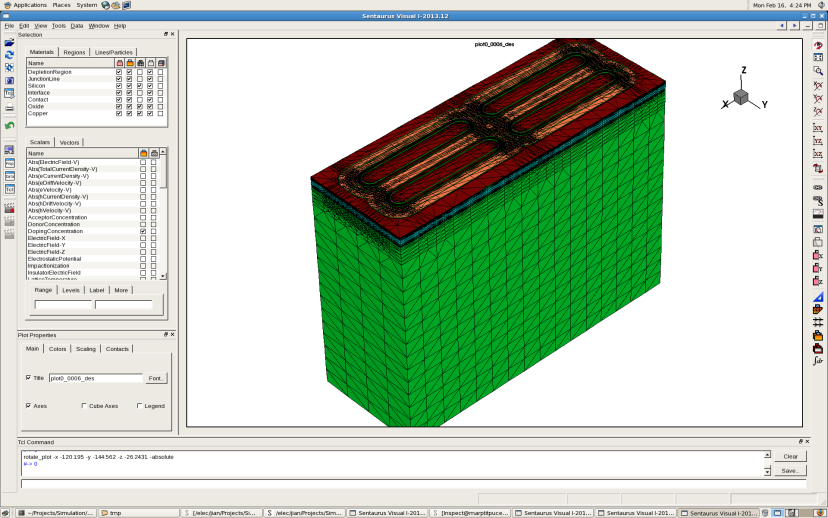 Applications Places System
Mon Feb 16, 4:24 PM
Sentaurus Visual I-2013.12
File Edit View Tools Data Window Help
Selection
Materials Regions Lines/Particles
Name
DepletionRegion
JunctionLine
Silicon
Interface
Contact
Oxide
Copper
Scalars Vectors
Name
Abs(ElectricField-V)
Abs(TotalCurrentDensity-V)
Abs(eCurrentDensity-V)
Abs(eDriftVelocity-V)
Abs(eVelocity-V)
Abs(hCurrentDensity-V)
Abs(hDriftVelocity-V)
Abs(hVelocity-V)
AcceptorConcentration
DonorConcentration
DopingConcentration
ElectricField-X
ElectricField-Y
ElectricField-Z
ElectrostaticPotential
ImpactIonization
InsulatorElectricField
LatticeTemperature
Range Levels Label More
Plot Properties
Main Colors Scaling Contacts
Title plot0_0006_des Font...
Axes Cube Axes Legend
plot0_0006_des
Z
X Y
Tcl Command
rotate_plot -x -120.195 -y -144.562 -z -26.2431 -absolute
#-> 0
Clear
Save...
~/Projects/Simulation/... tmp [/elec/jian/Projects/Si... /elec/jian/Projects/Sim... Sentaurus Visual I-201... Sentaurus Visual I-201... Sentaurus Visual I-201... Sentaurus Visual I-201...